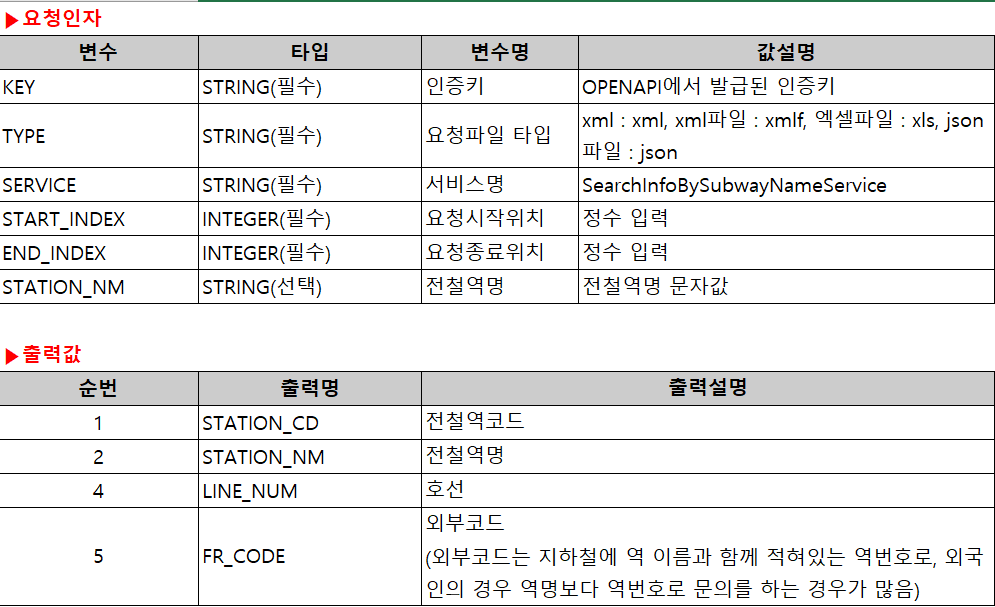 ▶요청인자
변수 타입 변수명 값설명
KEY STRING(필수) 인증키 OPENAPI에서 발급된 인증키
TYPE STRING(필수) 요청파일 타입 xml : xml, xml파일 : xmlf, 엑셀파일 : xls, json
파일 : json
SERVICE STRING(필수) 서비스명 SearchInfoBySubwayNameService
START_INDEX INTEGER(필수) 요청시작위치 정수 입력
END_INDEX INTEGER(필수) 요청종료위치 정수 입력
STATION_NM STRING(선택) 전철역명 전철역명 문자값
▶출력값
순번 출력명 출력설명
1 STATION_CD 전철역코드
2 STATION_NM 전철역명
4 LINE_NUM 호선
5 FR_CODE 외부코드
(외부코드는 지하철에 역 이름과 함께 적혀있는 역번호로, 외국
인의 경우 역명보다 역번호로 문의를 하는 경우가 많음)